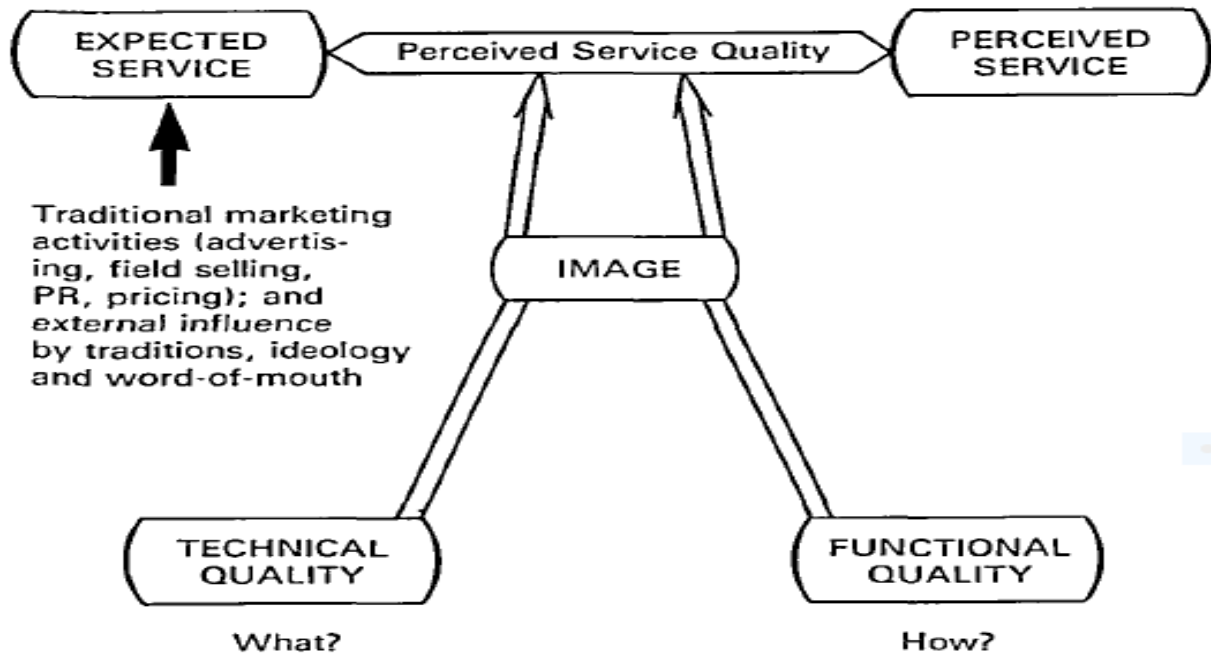 EXPECTED
SERVICE
Perceived Service Quality
PERCEIVED
SERVICE
Traditional marketing
activities (advertis-
ing, field selling,
PR, pricing); and
external influence
by traditions, ideology
and word-of-mouth
IMAGE
TECHNICAL
QUALITY
FUNCTIONAL
QUALITY
What?
How?